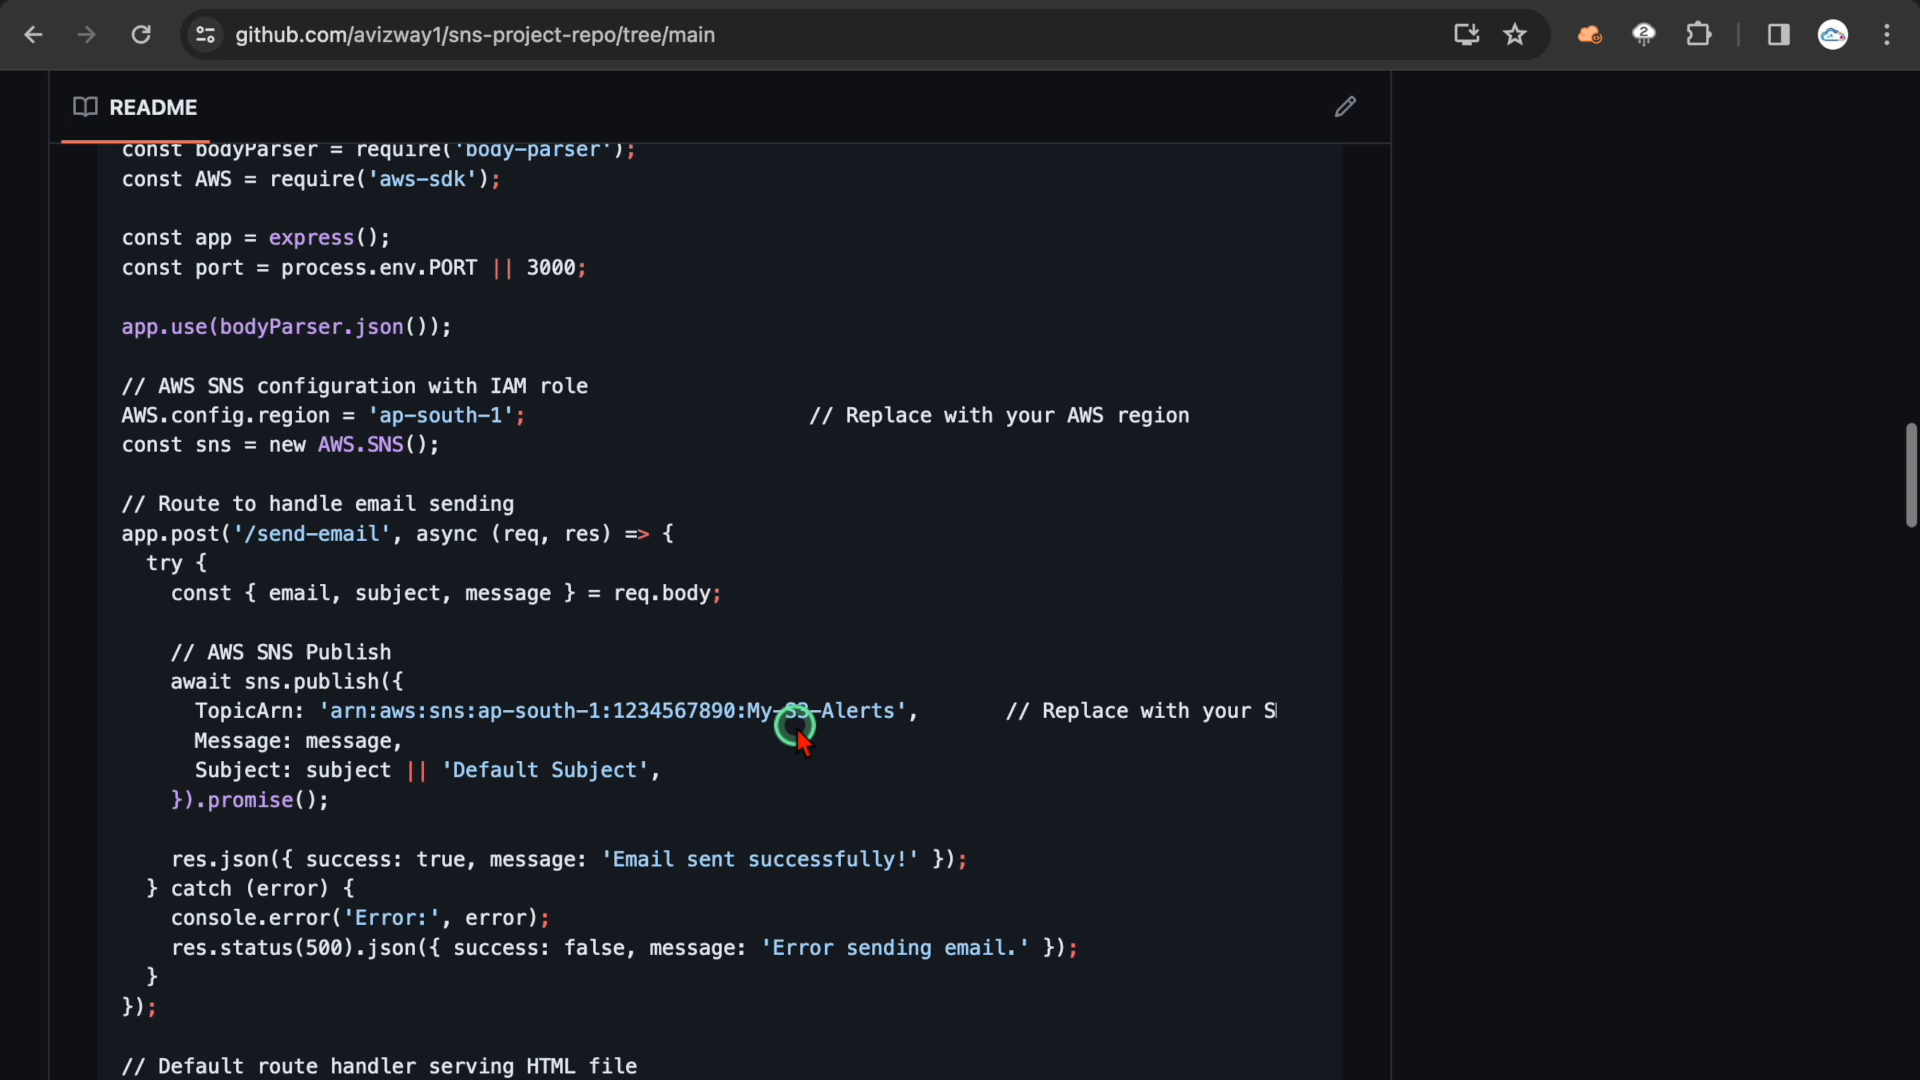 github.com/avizway1/sns-project-repo/tree/main
2
README
const bodyParser = require('body-parser');
const AWS = require('aws-sdk');
const app = express();
const port = process.env.PORT || 3000;
app.use(bodyParser.json());
// AWS SNS configuration with IAM role
AWS.config.region = 'ap-south-1'; // Replace with your AWS region
const sns = new AWS.SNS();
// Route to handle email sending
app.post('/send-email', async (req, res) => {
try {
const { email, subject, message } = req.body;
// AWS SNS Publish
await sns.publish({
TopicArn: 'arn:aws:sns:ap-south-1:1234567890:My-S3-Alerts', // Replace with your S
Message: message,
Subject: subject || 'Default Subject',
}).promise();
res.json({ success: true, message: 'Email sent successfully!' });
} catch (error) {
console.error('Error:', error);
res.status(500).json({ success: false, message: 'Error sending email.' });
}
});
// Default route handler serving HTML file